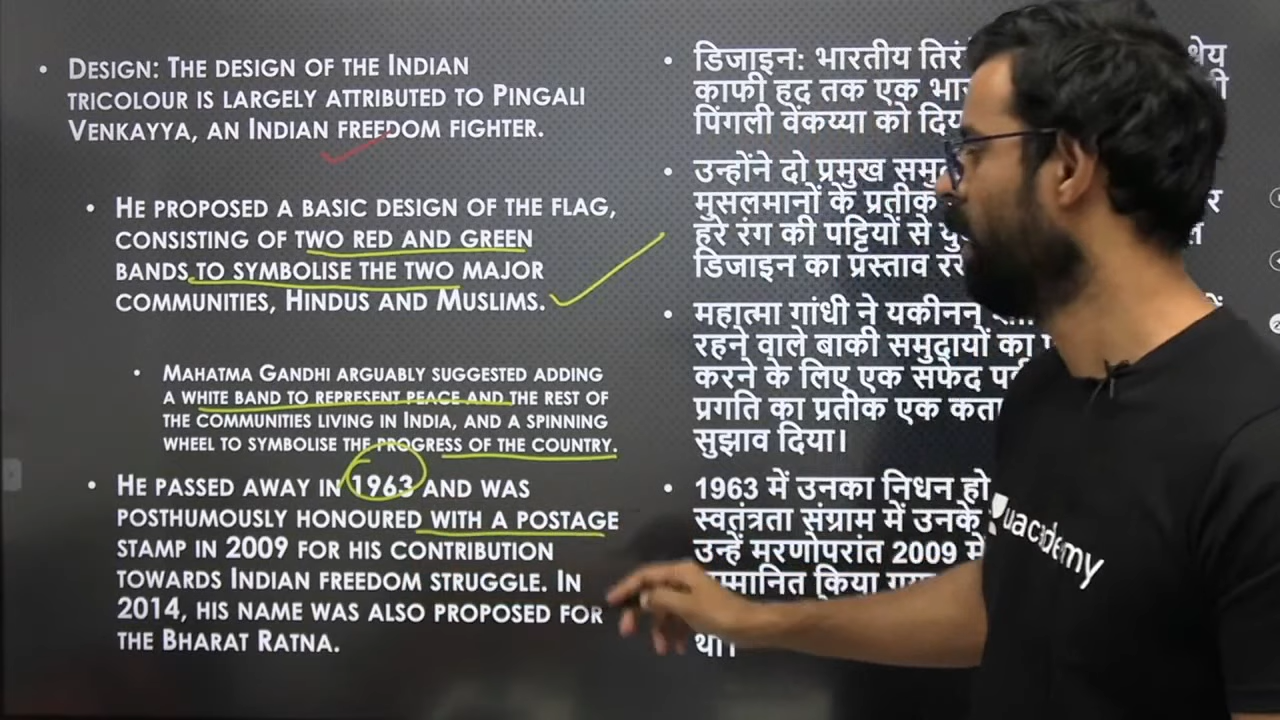 DESIGN: THE DESIGN OF THE INDIAN
TRICOLOUR IS LARGELY ATTRIBUTED TO PINGALI
VENKAYYA, AN INDIAN FREEDOM FIGHTER.
HE PROPOSED A BASIC DESIGN OF THE FLAG,
CONSISTING OF TWO RED AND GREEN
BANDS TO SYMBOLISE THE TWO MAJOR
COMMUNITIES, HINDUS AND MUSLIMS.
MAHATMA GANDHI ARGUABLY SUGGESTED ADDING
A WHITE BAND TO REPRESENT PEACE AND THE REST OF
THE COMMUNITIES LIVING IN INDIA, AND A SPINNING
WHEEL TO SYMBOLISE THE PROGRESS OF THE COUNTRY.
HE PASSED AWAY IN 1963 AND WAS
POSTHUMOUSLY HONOURED WITH A POSTAGE
STAMP IN 2009 FOR HIS CONTRIBUTION
TOWARDS INDIAN FREEDOM STRUGGLE. IN
2014, HIS NAME WAS ALSO PROPOSED FOR
THE BHARAT RATNA.
डिजाइन: भारतीय
काफी हद तक एक
पिंगली वेंकय्या को
उन्होंने दो प्रमुख
मुसलमानों के प्रतीक
हरे रंग की पट्टियों से
डिजाइन का प्रस्ताव
महात्मा गांधी ने यकीनन
रहने वाले बाकी समुदायों का
करने के लिए एक सफेद
प्रगति का प्रतीक एक
सुझाव दिया।
1963 में उनका निधन हो
स्वतंत्रता संग्राम में उनके
उन्हें मरणोपरांत 2009 में
सम्मानित किया
था।
unacademy